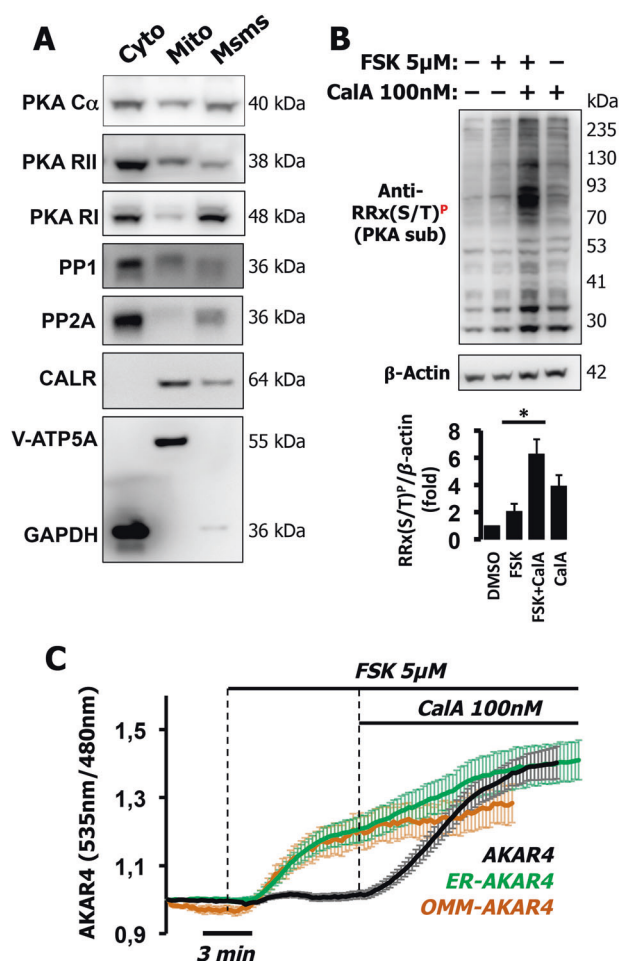 A
Cyto Mito Msms
PKA Cα 40 kDa
PKA RII 38 kDa
PKA RI 48 kDa
PP1 36 kDa
PP2A 36 kDa
CALR 64 kDa
V-ATP5A 55 kDa
GAPDH 36 kDa
B
FSK 5µM: − + + −
CalA 100nM: − − + +
kDa
Anti-
RRx(S/T)ᴾ
(PKA sub)
235
130
93
70
53
41
30
β-Actin 42
*
RRx(S/T)ᴾ/β-actin
(fold)
8
6
4
2
0
DMSO
FSK
FSK+CalA
CalA
C
FSK 5µM
CalA 100nM
AKAR4 (535nm/480nm)
1,5
1,3
1,1
0,9
AKAR4
ER-AKAR4
OMM-AKAR4
3 min